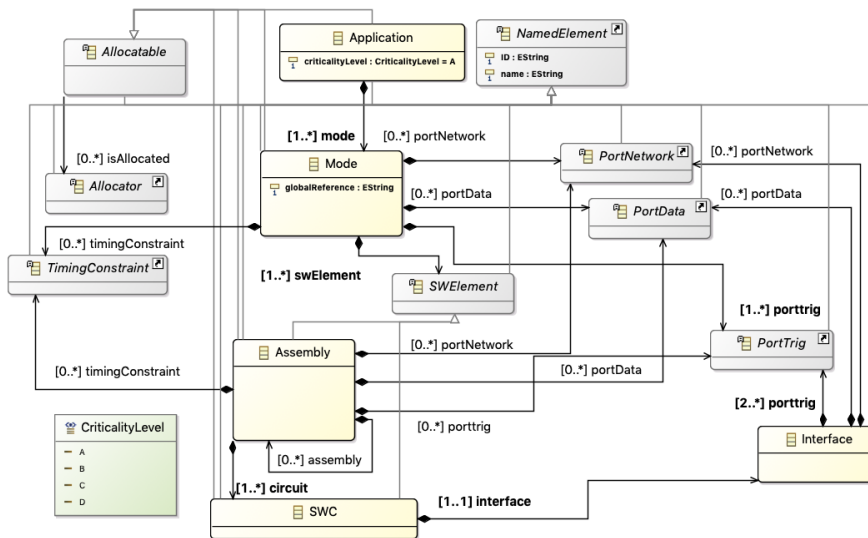 Application
criticalityLevel : CriticalityLevel = A
NamedElement
ID : EString
name : EString
Allocatable
[1..*] mode
[0..*] portNetwork
[0..*] isAllocated
Mode
globalReference : EString
PortNetwork
[0..*] portNetwork
Allocator
[0..*] portData
PortData
[0..*] portData
[0..*] timingConstraint
TimingConstraint
[1..*] swElement
SWElement
[1..*] porttrig
PortTrig
Assembly
[0..*] portNetwork
[0..*] timingConstraint
[0..*] portData
[2..*] porttrig
CriticalityLevel
A
B
C
D
[0..*] porttrig
Interface
[0..*] assembly
[1..*] circuit
SWC
[1..1] interface